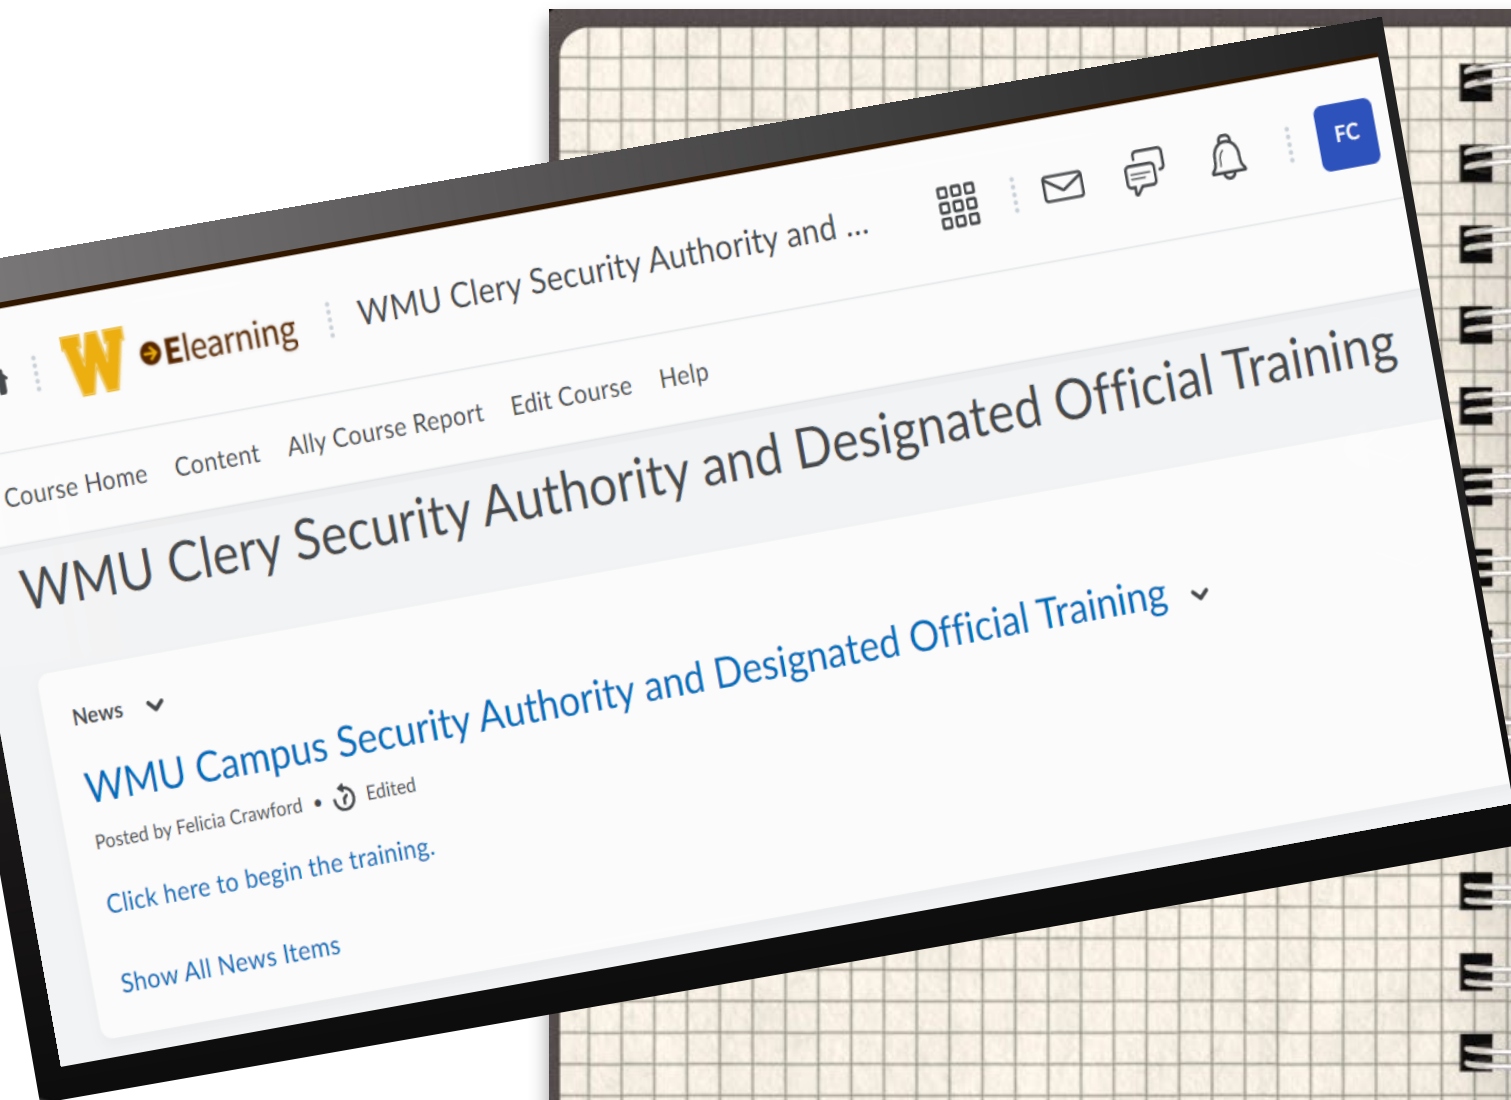 W Elearning
WMU Clery Security Authority and ...
FC
Course Home Content Ally Course Report Edit Course Help
WMU Clery Security Authority and Designated Official Training
News
WMU Campus Security Authority and Designated Official Training
Posted by Felicia Crawford • Edited
Click here to begin the training.
Show All News Items